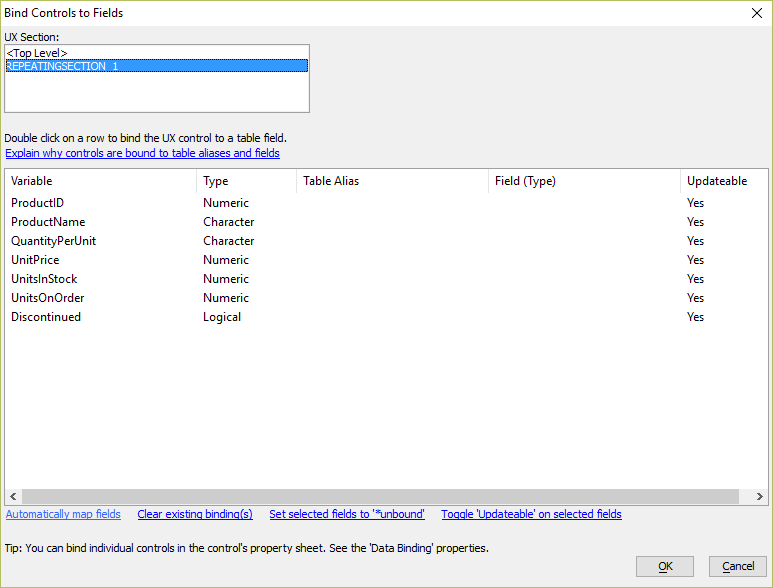 Bind Controls to Fields
UX Section:
<Top Level>
REPEATINGSECTION_1
Double click on a row to bind the UX control to a table field.
Explain why controls are bound to table aliases and fields
Variable Type Table Alias Field (Type) Updateable
ProductID Numeric Yes
ProductName Character Yes
QuantityPerUnit Character Yes
UnitPrice Numeric Yes
UnitsInStock Numeric Yes
UnitsOnOrder Numeric Yes
Discontinued Logical Yes
Automatically map fields Clear existing binding(s) Set selected fields to '*unbound' Toggle 'Updateable' on selected fields
Tip: You can bind individual controls in the control's property sheet. See the 'Data Binding' properties.
OK Cancel